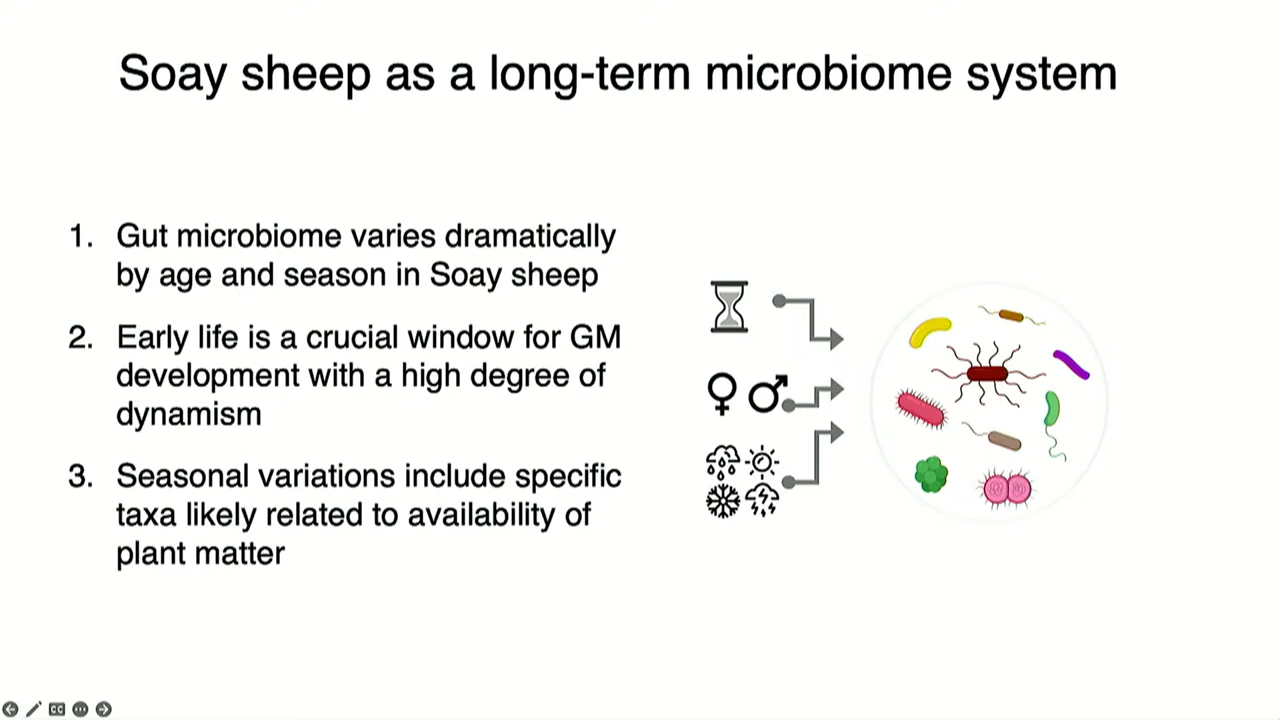 Soay sheep as a long-term microbiome system
1. Gut microbiome varies dramatically
by age and season in Soay sheep
2. Early life is a crucial window for GM
development with a high degree of
dynamism
3. Seasonal variations include specific
taxa likely related to availability of
plant matter
CC